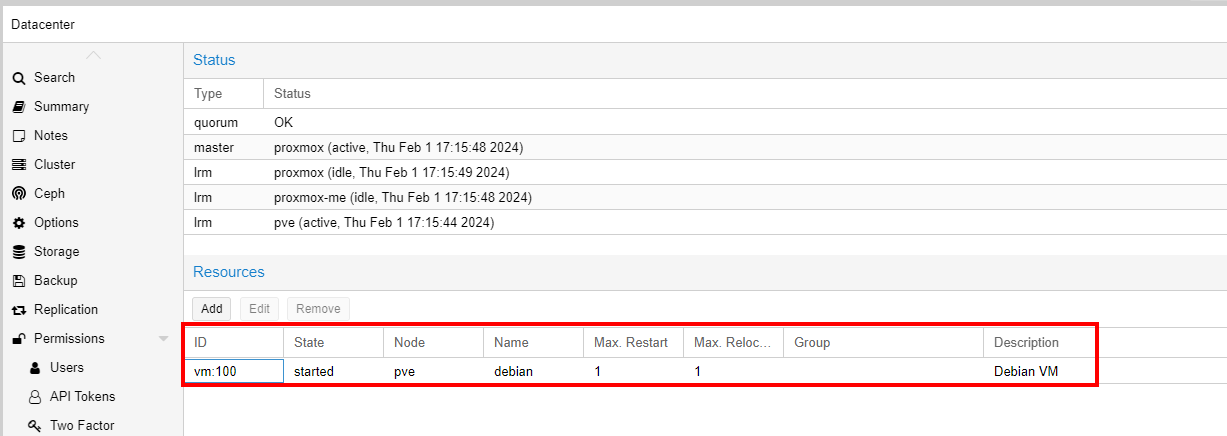 Datacenter
Search
Summary
Notes
Cluster
Ceph
Options
Storage
Backup
Replication
Permissions
Users
API Tokens
Two Factor
Status
Type Status
quorum OK
master proxmox (active, Thu Feb 1 17:15:48 2024)
lrm proxmox (idle, Thu Feb 1 17:15:49 2024)
lrm proxmox-me (idle, Thu Feb 1 17:15:48 2024)
lrm pve (active, Thu Feb 1 17:15:44 2024)
Resources
Add Edit Remove
ID State Node Name Max. Restart Max. Reloc... Group Description
vm:100 started pve debian 1 1 Debian VM